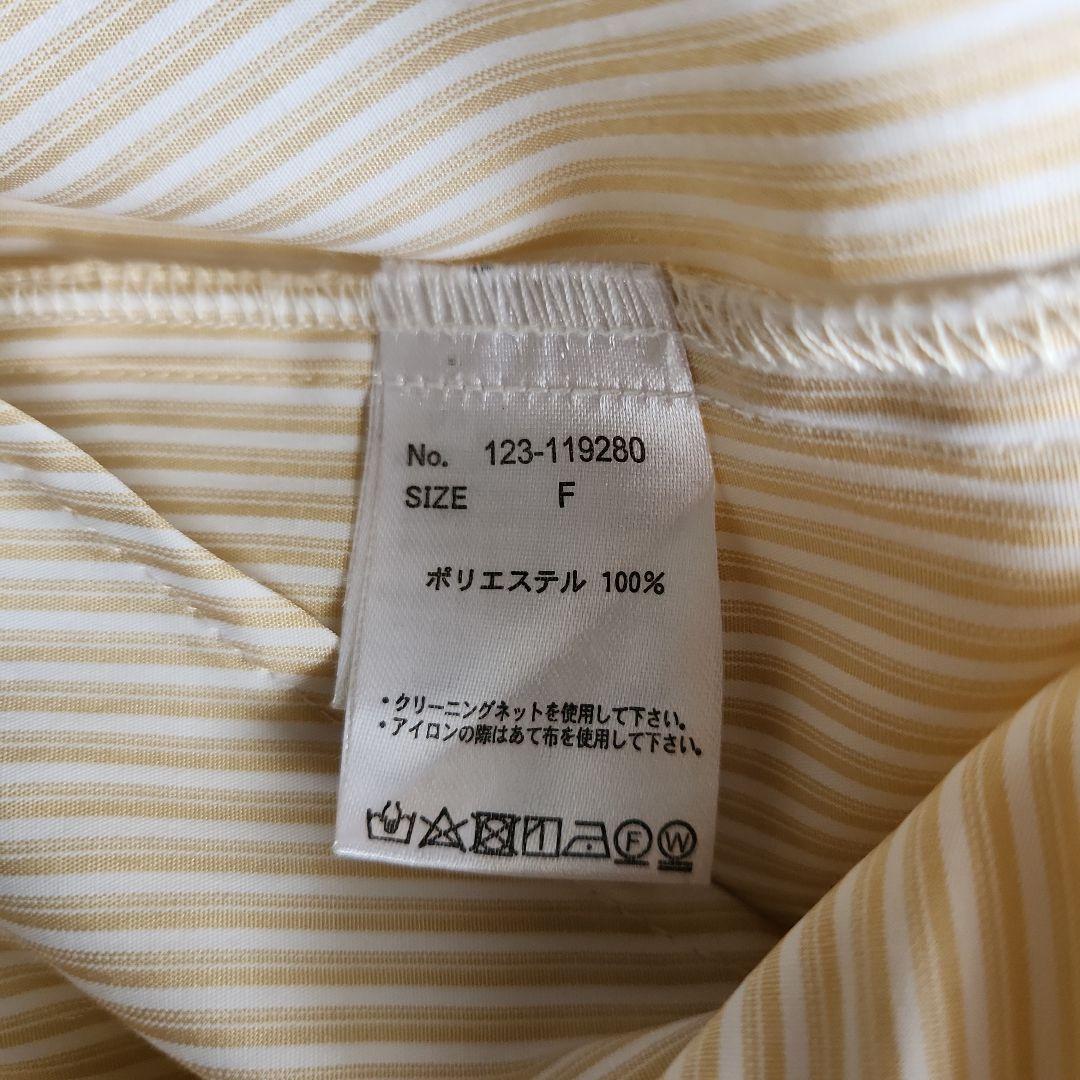 No. 123-119280
SIZE F
ポリエステル 100%
・クリーニングネットを使用して下さい。
・アイロンの際はあて布を使用して下さい。
F W